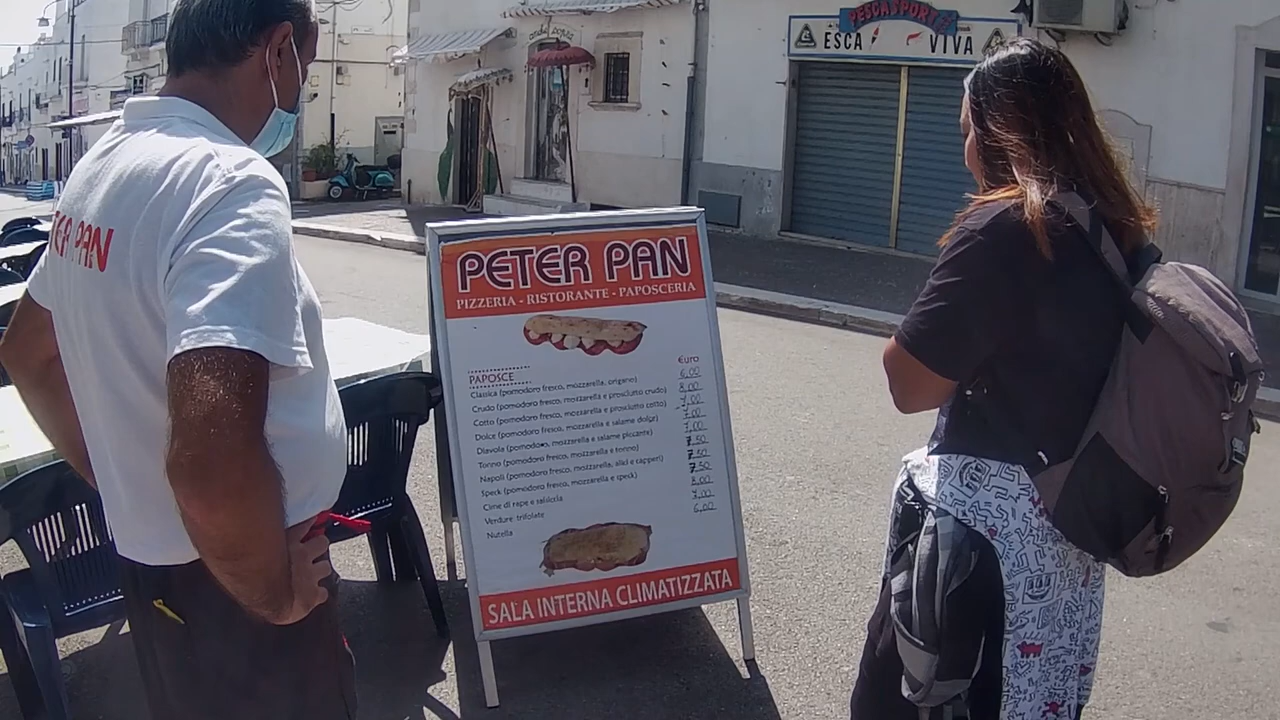 PESCASPORT
ESCA VIVA
TER PAN
PETER PAN
PIZZERIA - RISTORANTE - PAPOSCERIA
Euro
PAPOSCE
Classica (pomodoro fresco, mozzarella, origano) 6,00
Crudo (pomodoro fresco, mozzarella e prosciutto crudo) 8,00
Cotto (pomodoro fresco, mozzarella e prosciutto cotto) 7,00
Dolce (pomodoro fresco, mozzarella e salame dolce) 7,00
Diavola (pomodoro, mozzarella e salame piccante) 7,00
Tonno (pomodoro fresco, mozzarella e tonno) 7,50
Napoli (pomodoro fresco, mozzarella, alici e capperi) 7,50
Speck (pomodoro fresco, mozzarella e speck) 7,50
Cime di rape e salsiccia 8,00
Verdure trifolate 7,00
Nutella 6,00
SALA INTERNA CLIMATIZZATA